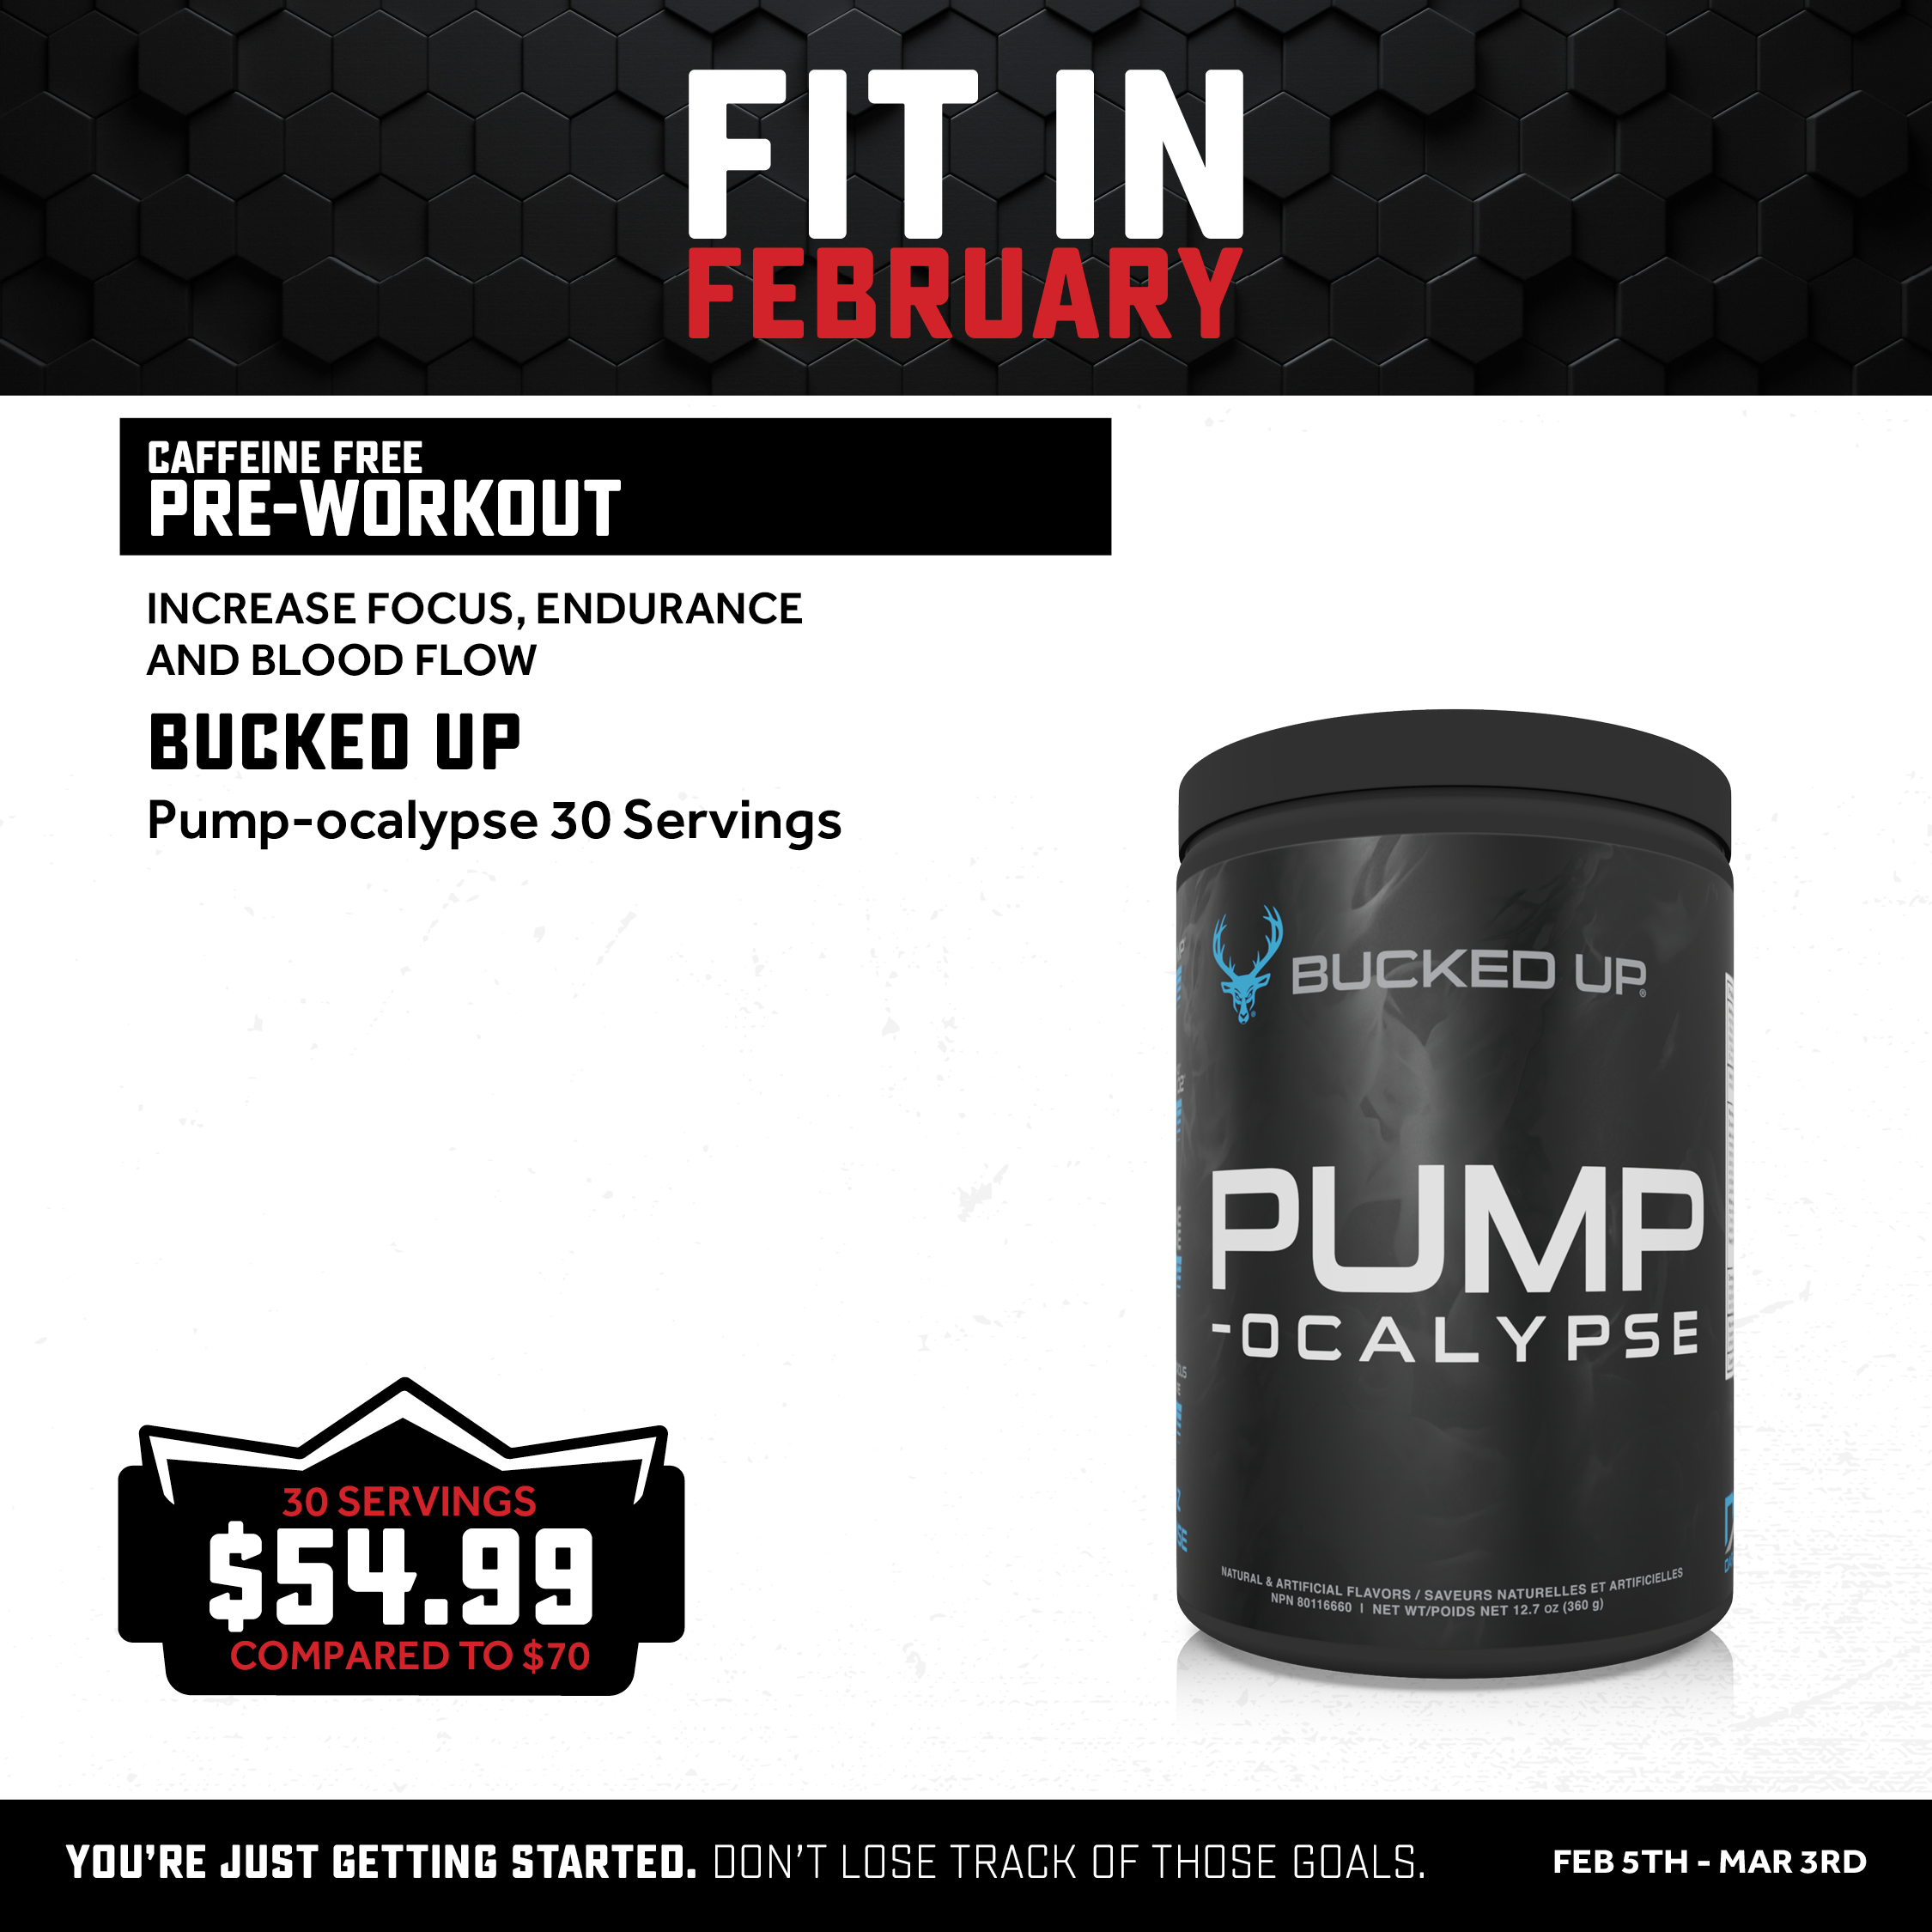 FIT IN
FEBRUARY
CAFFEINE FREE
PRE-WORKOUT
INCREASE FOCUS, ENDURANCE
AND BLOOD FLOW
BUCKED UP
Pump-ocalypse 30 Servings
BUCKED UP®
PUMP
-OCALYPSE
NATURAL & ARTIFICIAL FLAVORS / SAVEURS NATURELLES ET ARTIFICIELLES
NPN 80116660 | NET WT/POIDS NET 12.7 oz (360 g)
30 SERVINGS
$54.99
COMPARED TO $70
YOU'RE JUST GETTING STARTED. DON'T LOSE TRACK OF THOSE GOALS.
FEB 5TH - MAR 3RD